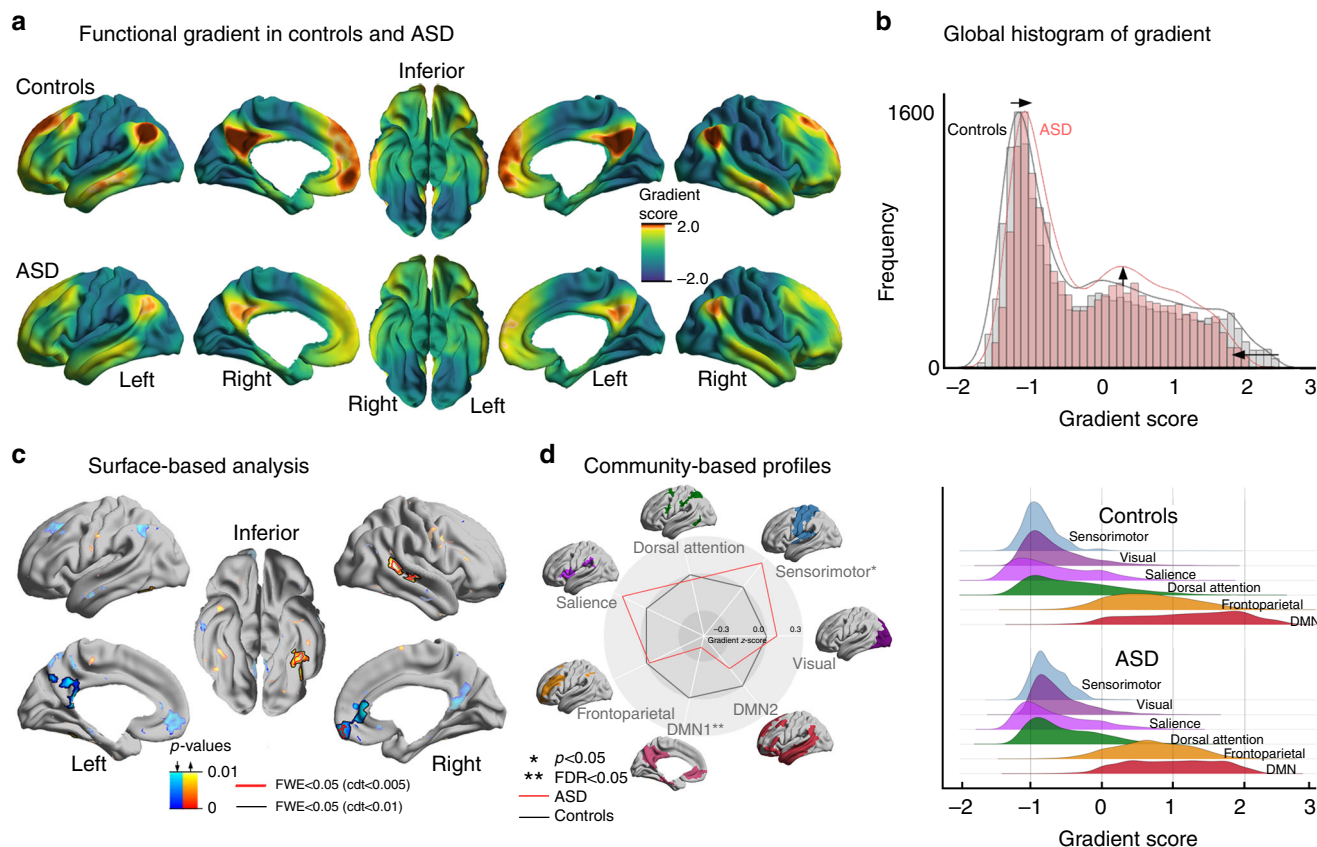 a
Functional gradient in controls and ASD
Controls
Inferior
Gradient
score
2.0
−2.0
ASD
Left
Right
Right
Left
Left
Right
b
Global histogram of gradient
1600
Controls
ASD
Frequency
0
−2
−1
0
1
2
3
Gradient score
c
Surface-based analysis
Inferior
Left
Right
p-values
0.01
0
FWE<0.05 (cdt<0.005)
FWE<0.05 (cdt<0.01)
d
Community-based profiles
Dorsal attention
Sensorimotor*
Salience
−0.3
0.0
0.3
Gradient z-score
Visual
Frontoparietal
DMN2
DMN1**
* p<0.05
** FDR<0.05
ASD
Controls
Controls
Sensorimotor
Visual
Salience
Dorsal attention
Frontoparietal
DMN
ASD
Sensorimotor
Visual
Salience
Dorsal attention
Frontoparietal
DMN
−2
−1
0
1
2
3
Gradient score